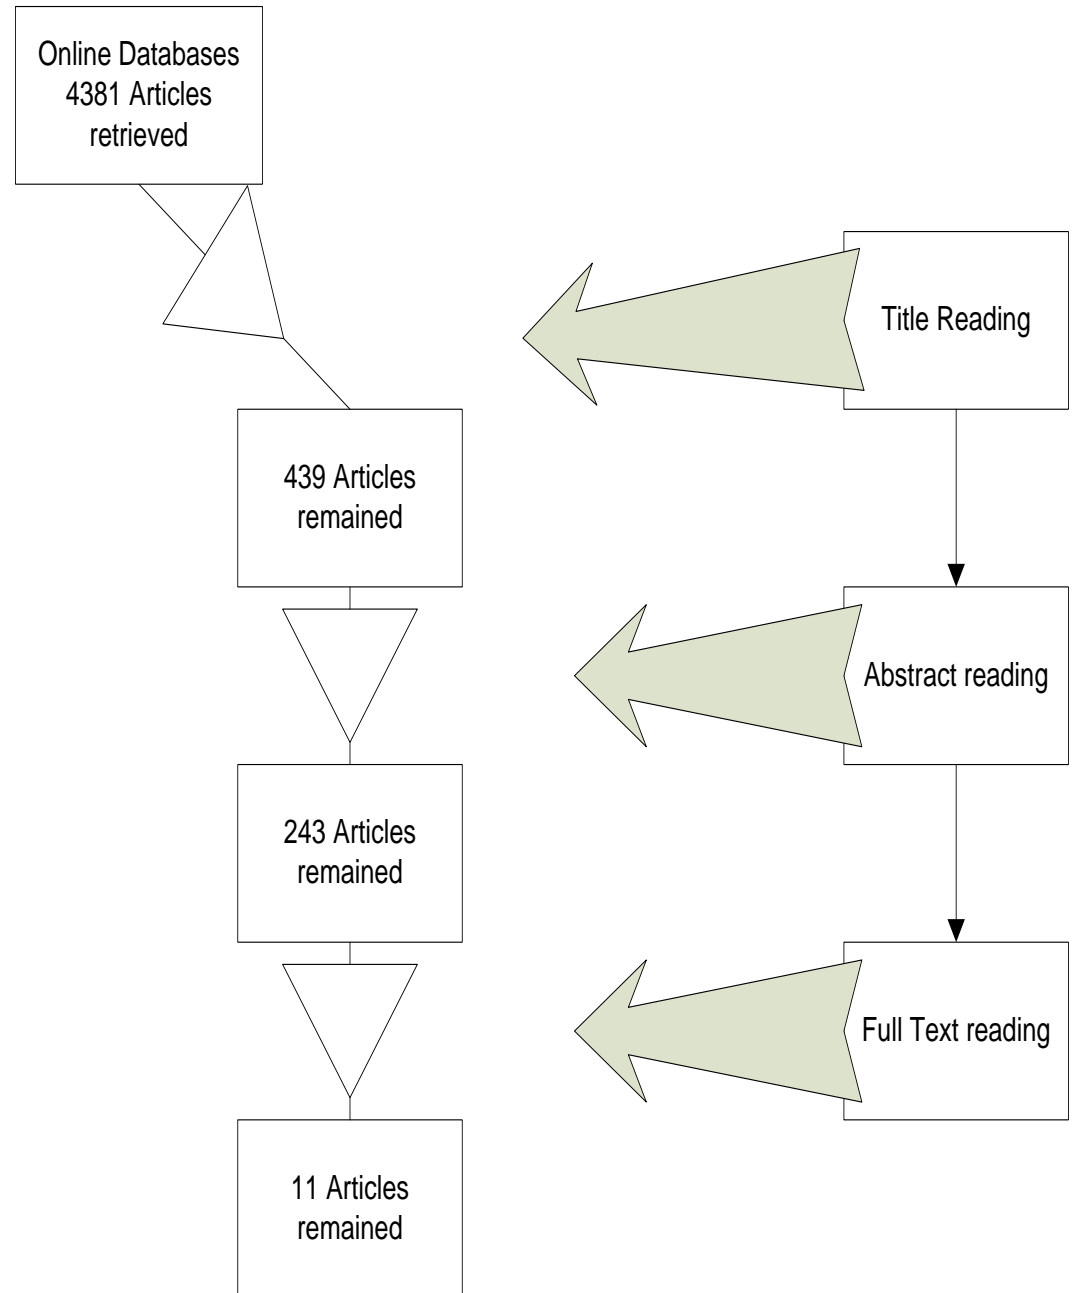 Online Databases
4381 Articles
retrieved
Title Reading
439 Articles
remained
Abstract reading
243 Articles
remained
Full Text reading
11 Articles
remained